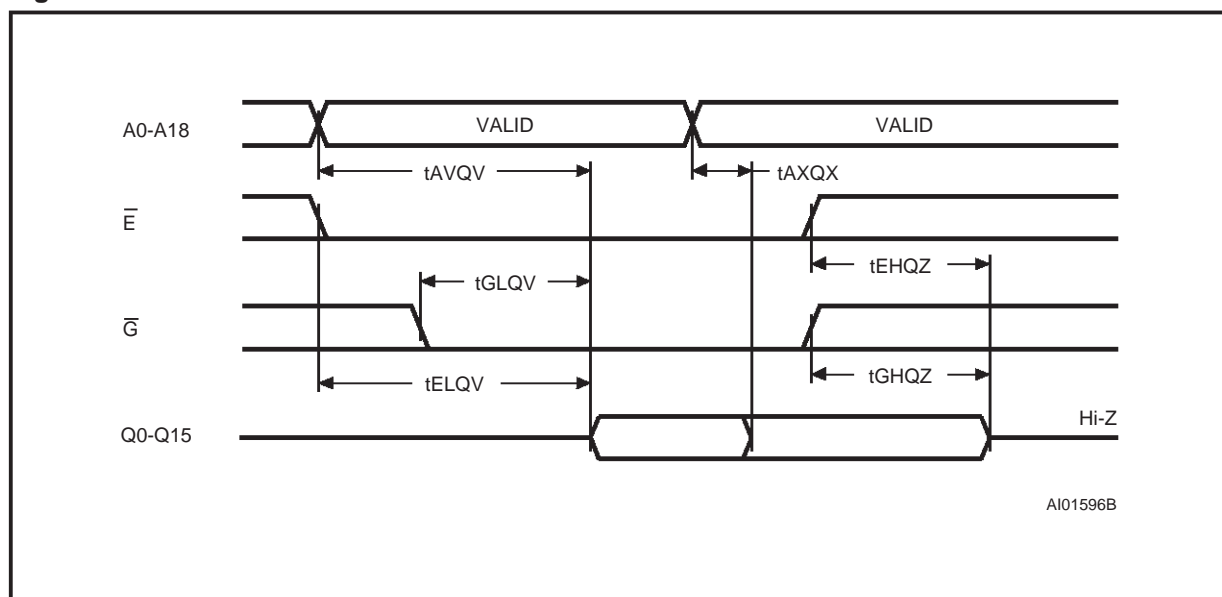 A0-A18
VALID
VALID
tAVQV
tAXQX
E̅
tEHQZ
tGLQV
G̅
tGHQZ
tELQV
Hi-Z
Q0-Q15
AI01596B